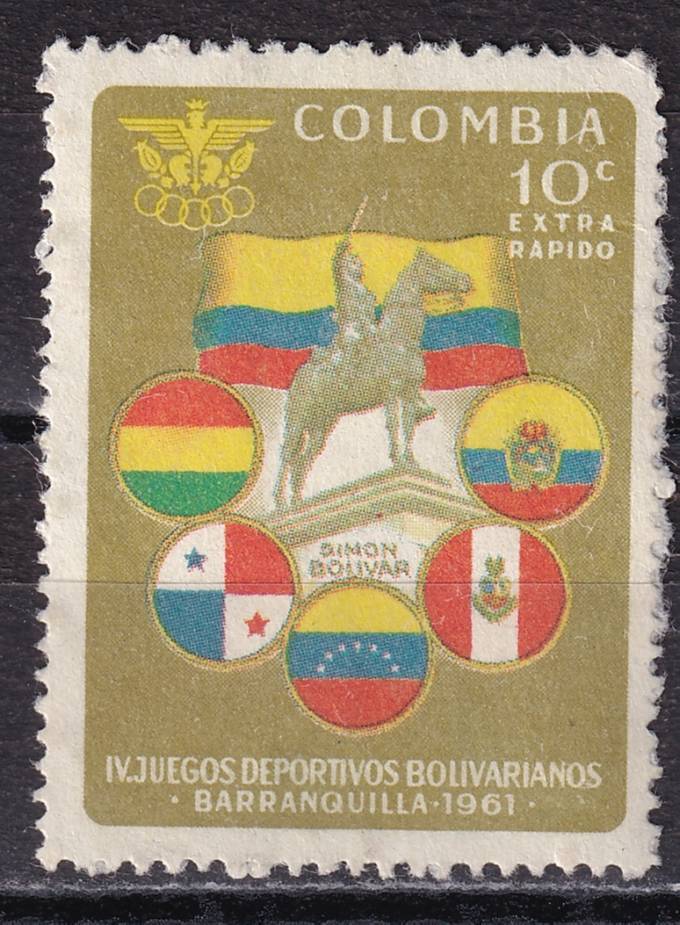 COLOMBIA
10c
EXTRA
RAPIDO
SIMON
BOLIVAR
IV. JUEGOS DEPORTIVOS BOLIVARIANOS
· BARRANQUILLA · 1961 ·